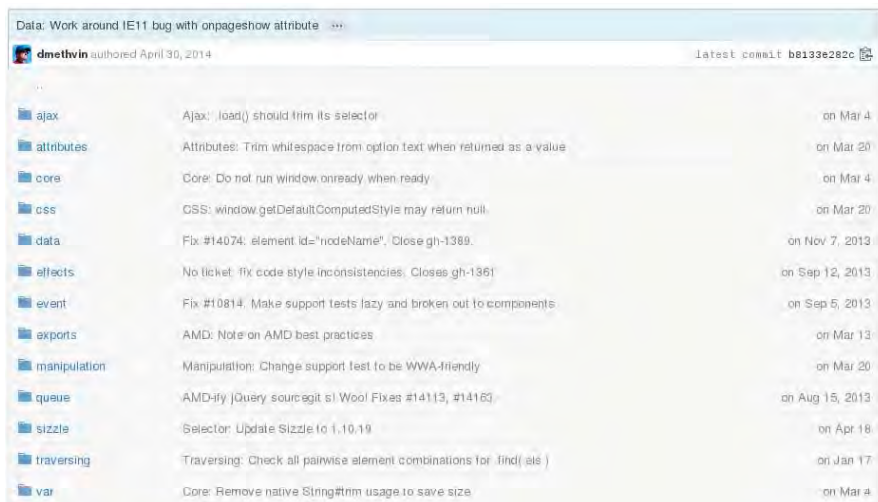 Data: Work around IE11 bug with onpageshow attribute ...
dmethvin authored April 30, 2014 latest commit b8133e282c
..
ajax Ajax: .load() should trim its selector on Mar 4
attributes Attributes: Trim whitespace from option text when returned as a value on Mar 20
core Core: Do not run window.onready when ready on Mar 4
css CSS: window.getDefaultComputedStyle may return null on Mar 20
data Fix #14074: element id="nodeName". Close gh-1389. on Nov 7, 2013
effects No ticket: fix code style inconsistencies. Closes gh-1361 on Sep 12, 2013
event Fix #10814. Make support tests lazy and broken out to components on Sep 5, 2013
exports AMD: Note on AMD best practices on Mar 13
manipulation Manipulation: Change support test to be WWA-friendly on Mar 20
queue AMD-ify jQuery sourcegit s! Woo! Fixes #14113, #14163. on Aug 15, 2013
sizzle Selector: Update Sizzle to 1.10.19 on Apr 18
traversing Traversing: Check all pairwise element combinations for .find( els ) on Jan 17
var Core: Remove native String#trim usage to save size on Mar 4